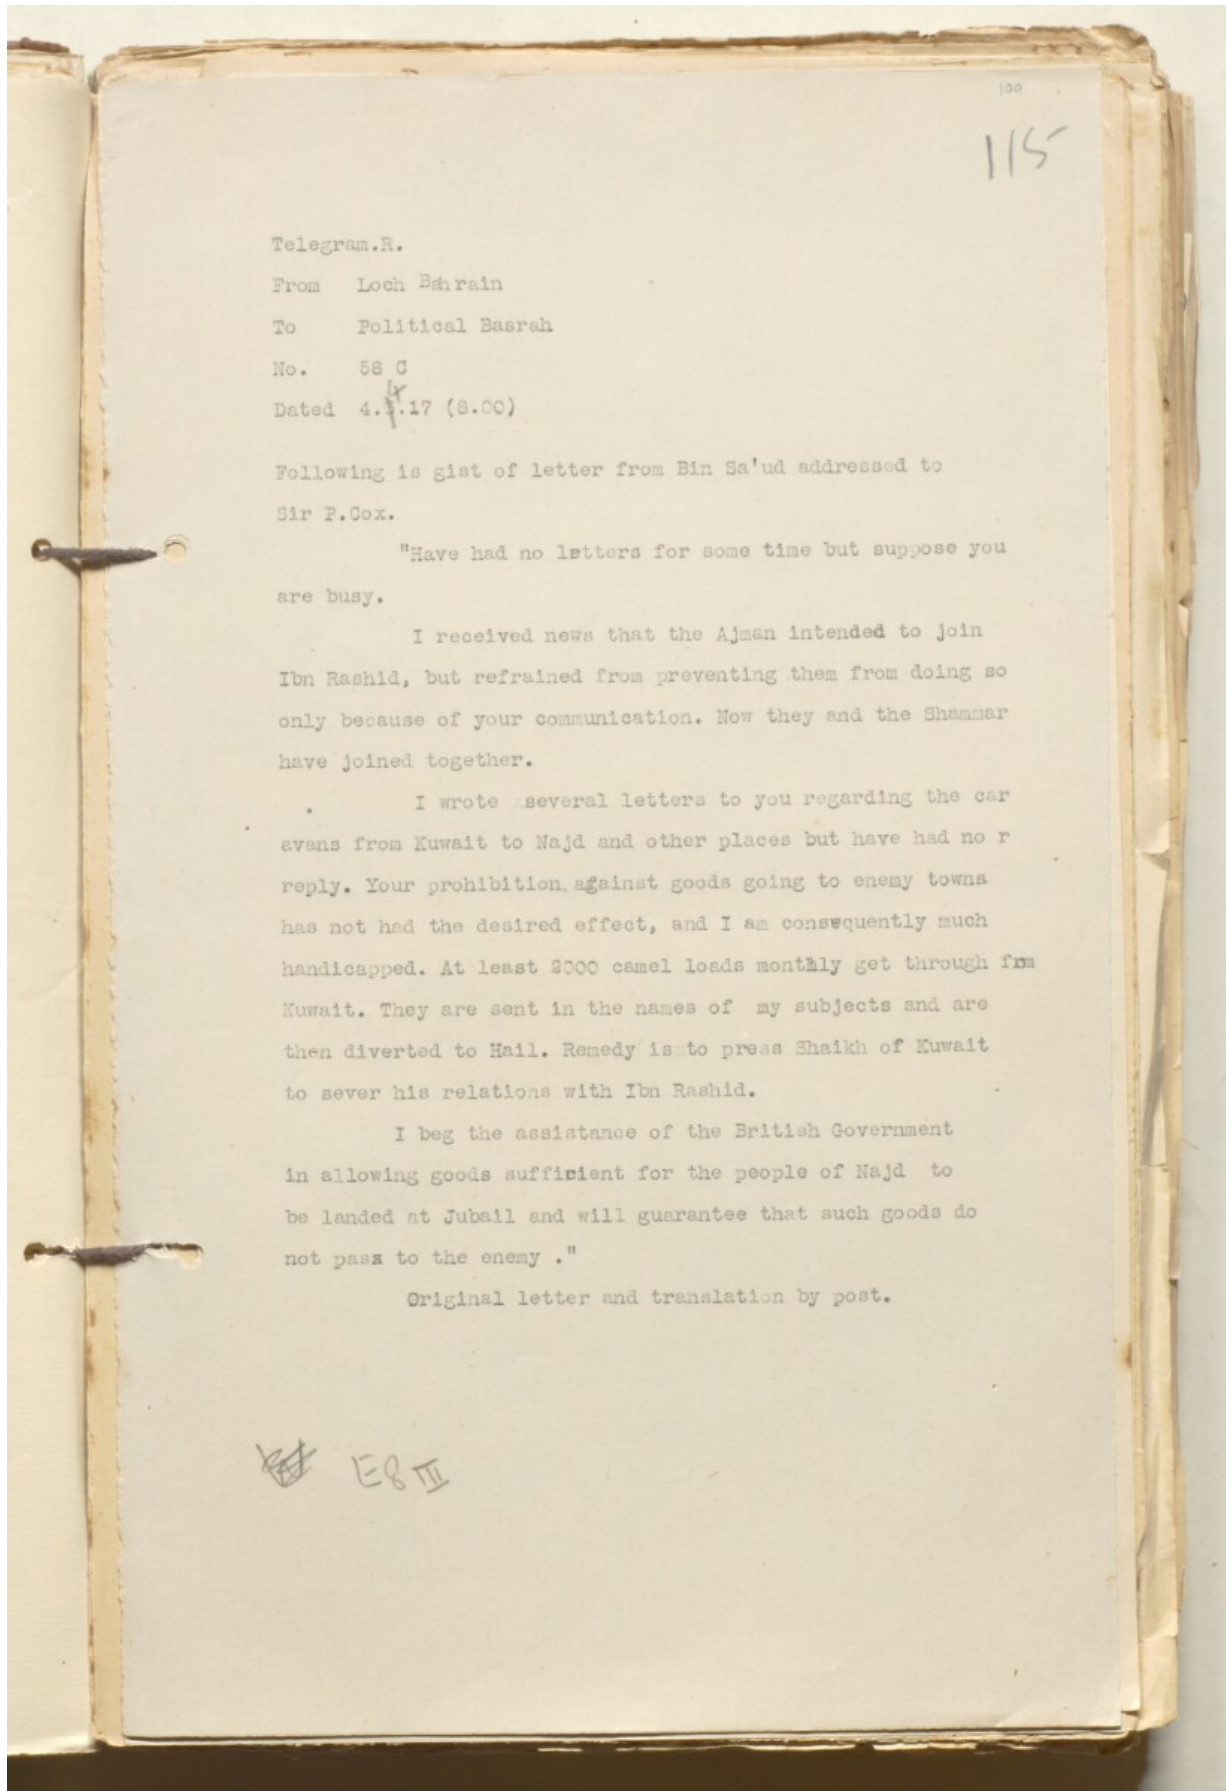 100
115
Telegram.R.
From Loch Bahrain
To Political Basrah
No. 58 C
Dated 4.4.17 (8.00)
Following is gist of letter from Bin Sa'ud addressed to
Sir P.Cox.
"Have had no letters for some time but suppose you
are busy.
I received news that the Ajman intended to join
Ibn Rashid, but refrained from preventing them from doing so
only because of your communication. Now they and the Shammar
have joined together.
I wrote several letters to you regarding the car
avans from Kuwait to Najd and other places but have had no r
reply. Your prohibition against goods going to enemy towns
has not had the desired effect, and I am consequently much
handicapped. At least 2000 camel loads monthly get through from
Kuwait. They are sent in the names of my subjects and are
then diverted to Hail. Remedy is to press Shaikh of Kuwait
to sever his relations with Ibn Rashid.
I beg the assistance of the British Government
in allowing goods sufficient for the people of Najd to
be landed at Jubail and will guarantee that such goods do
not pass to the enemy ."
Original letter and translation by post.
E8 III